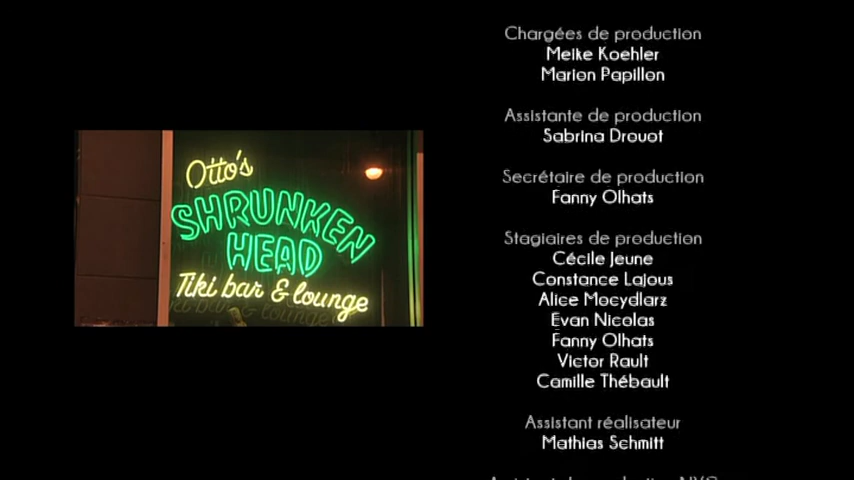 Otto's
SHRUNKEN
HEAD
Tiki bar & lounge
Chargées de production
Meike Koehler
Marion Papillon
Assistante de production
Sabrina Drouot
Secrétaire de production
Fanny Olhats
Stagiaires de production
Cécile Jeune
Constance Lajous
Alice Mocydlarz
Evan Nicolas
Fanny Olhats
Victor Rault
Camille Thébault
Assistant réalisateur
Mathias Schmitt